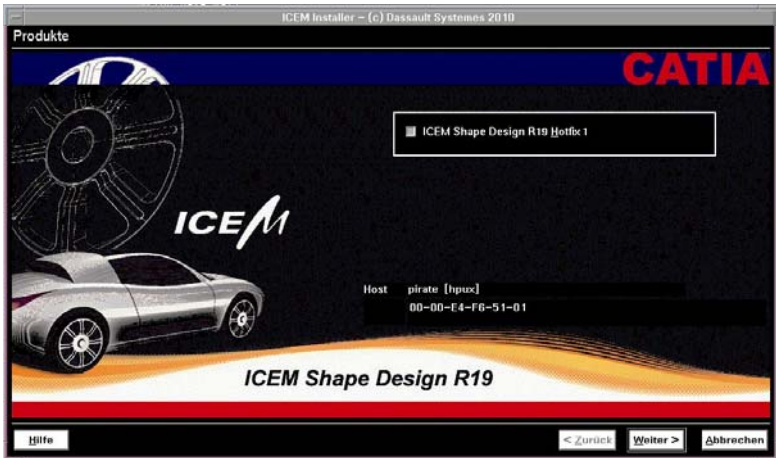 ICEM Installer – (c) Dassault Systemes 2010
Produkte
CATIA
ICEM Shape Design R19 Hotfix 1
ICEM
Host pirate [hpux]
00-00-E4-F6-51-01
ICEM Shape Design R19
Hilfe
< Zurück
Weiter >
Abbrechen